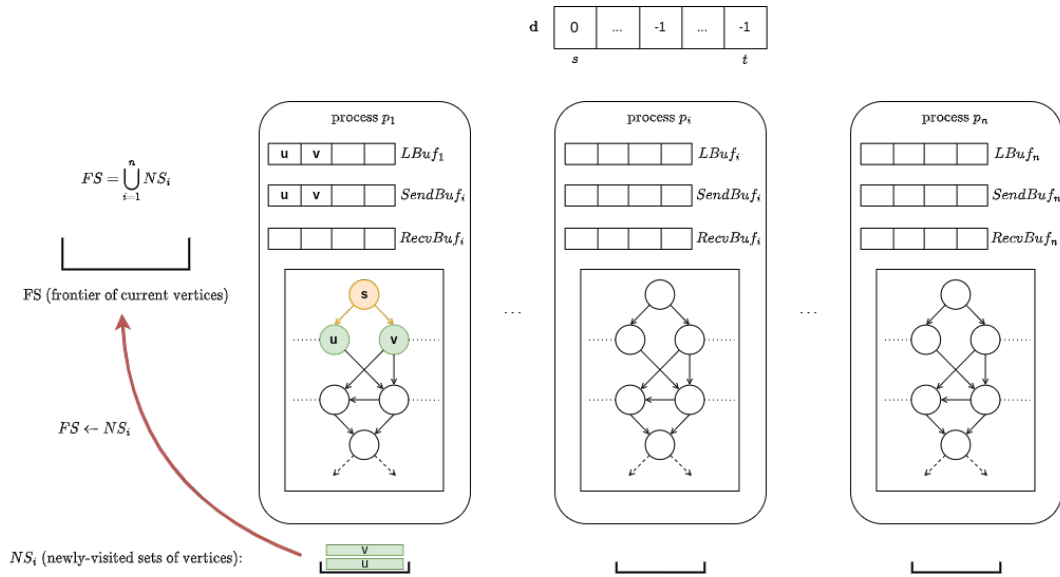 d 0 ... -1 ... -1
s t
process p₁ process pᵢ process pₙ
u v LBuf₁ LBufᵢ LBufₙ
FS = ⋃ⁿᵢ₌₁ NSᵢ
u v SendBufᵢ SendBufᵢ SendBufₙ
RecvBufᵢ RecvBufᵢ RecvBufₙ
FS (frontier of current vertices)
s
... ...
u v
FS ← NSᵢ
v
NSᵢ (newly-visited sets of vertices):
u